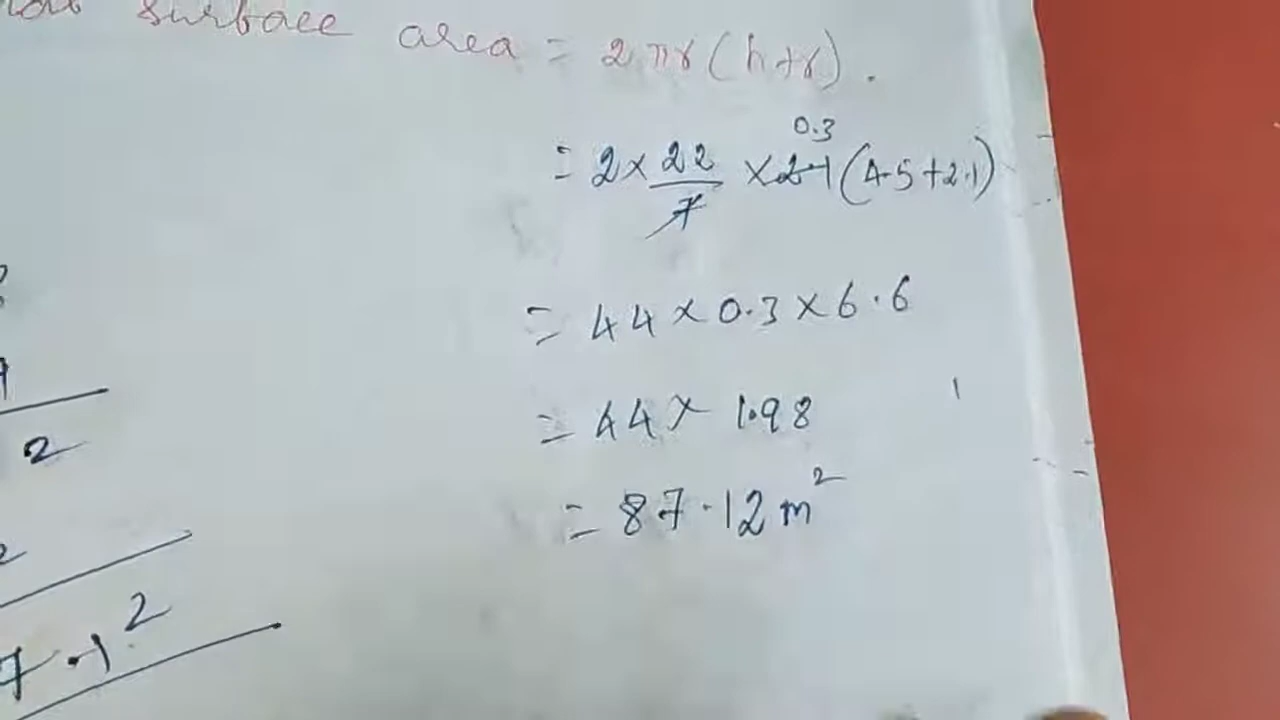 surface area = 2πr(h+r).
0.3
= 2 × 22/7 × 2.1 (4.5+2.1)
= 44 × 0.3 × 6.6
= 44 × 1.98
= 87.12 m²
2
7.1²